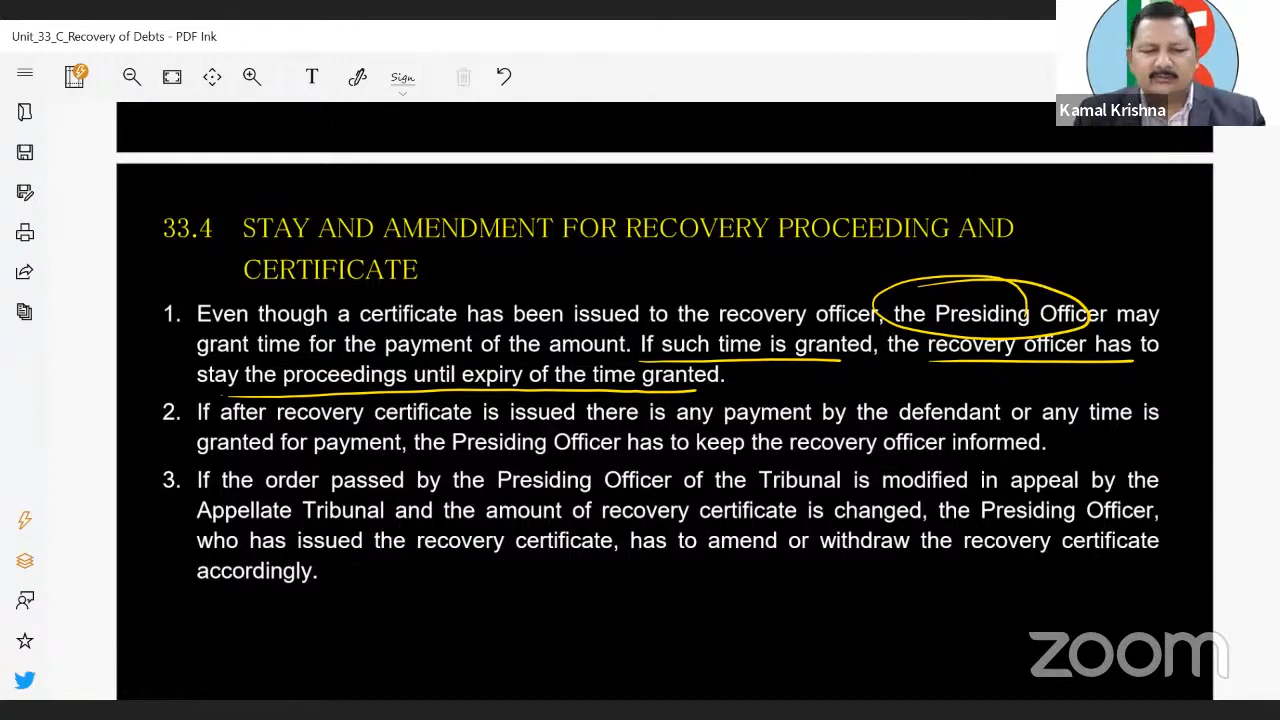 Unit_33_C_Recovery of Debts - PDF Ink
T
Sign
Kamal Krishna
33.4 STAY AND AMENDMENT FOR RECOVERY PROCEEDING AND
CERTIFICATE
1. Even though a certificate has been issued to the recovery officer, the Presiding Officer may
grant time for the payment of the amount. If such time is granted, the recovery officer has to
stay the proceedings until expiry of the time granted.
2. If after recovery certificate is issued there is any payment by the defendant or any time is
granted for payment, the Presiding Officer has to keep the recovery officer informed.
3. If the order passed by the Presiding Officer of the Tribunal is modified in appeal by the
Appellate Tribunal and the amount of recovery certificate is changed, the Presiding Officer,
who has issued the recovery certificate, has to amend or withdraw the recovery certificate
accordingly.
zoom